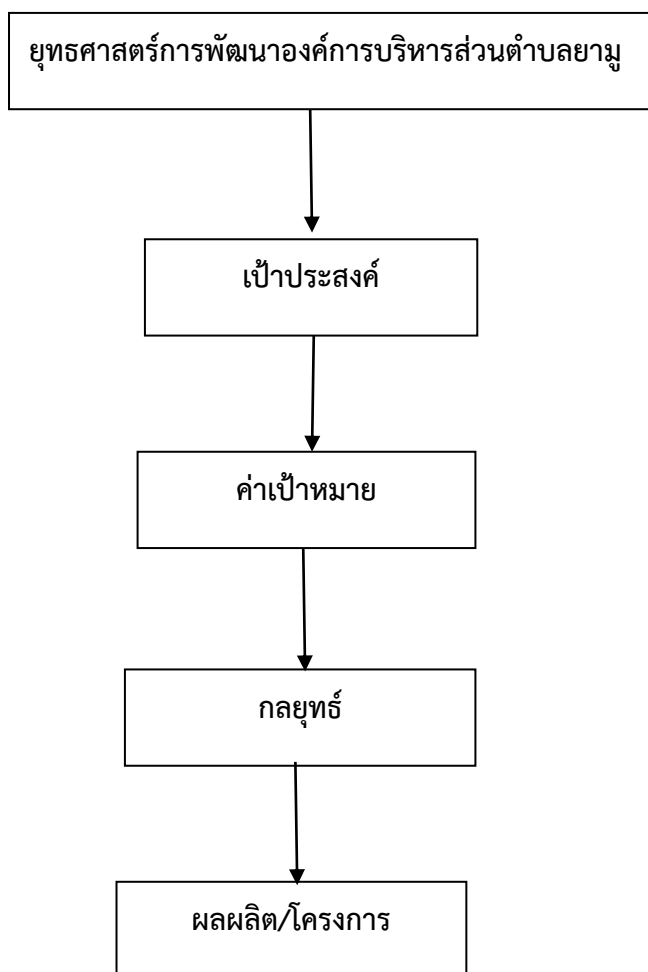 ยุทธศาสตร์การพัฒนาองค์การบริหารส่วนตำบลยามู
เป้าประสงค์
ค่าเป้าหมาย
กลยุทธ์
ผลผลิต/โครงการ